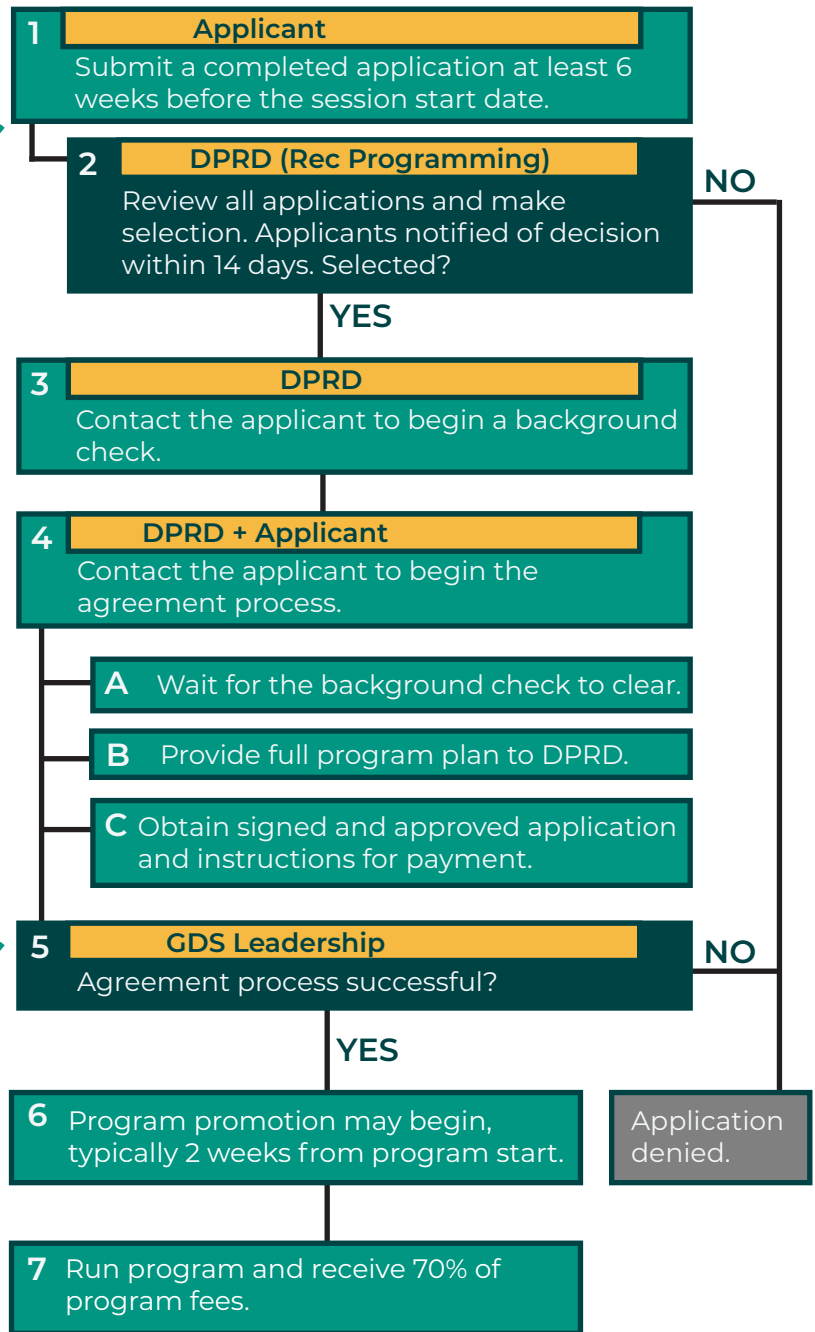 1 Applicant
Submit a completed application at least 6
weeks before the session start date.
2 DPRD (Rec Programming)
Review all applications and make
selection. Applicants notified of decision
within 14 days. Selected?
NO
YES
3 DPRD
Contact the applicant to begin a background
check.
4 DPRD + Applicant
Contact the applicant to begin the
agreement process.
A Wait for the background check to clear.
B Provide full program plan to DPRD.
C Obtain signed and approved application
and instructions for payment.
5 GDS Leadership
Agreement process successful?
NO
YES
6 Program promotion may begin,
typically 2 weeks from program start.
Application
denied.
7 Run program and receive 70% of
program fees.